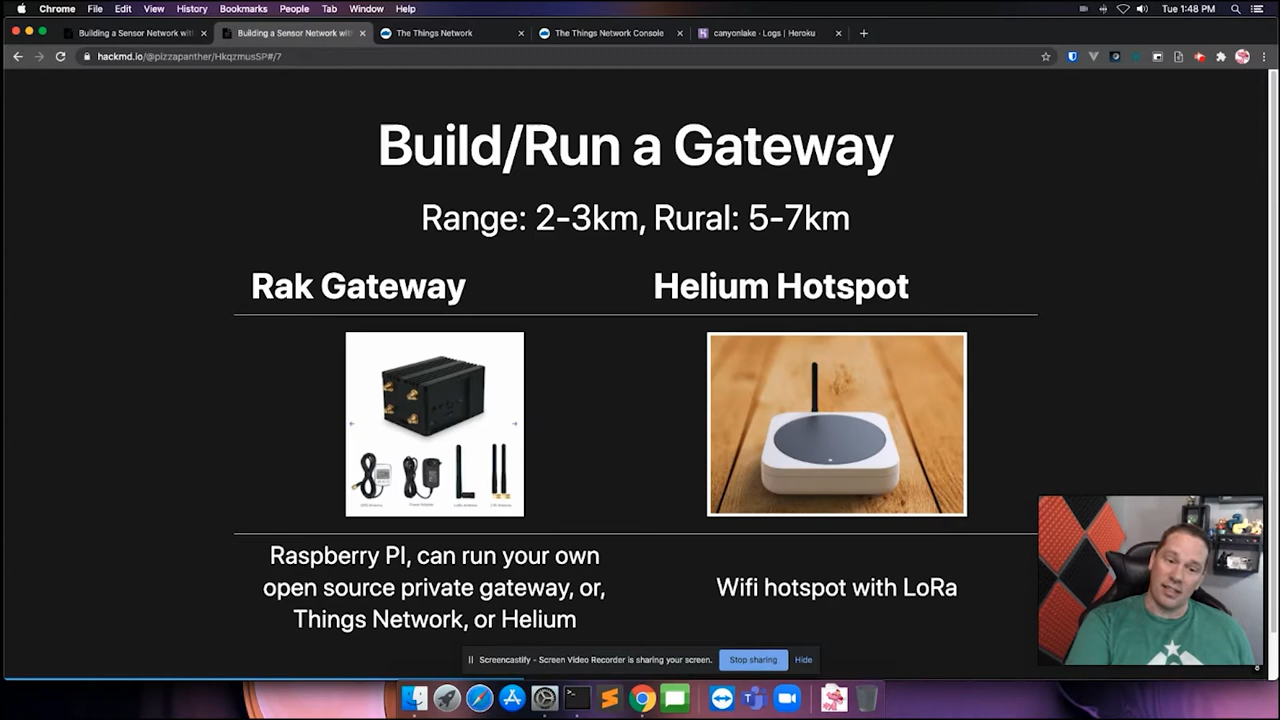 Chrome File Edit View History Bookmarks People Tab Window Help Tue 1:48 PM
Building a Sensor Network with Building a Sensor Network with The Things Network The Things Network Console canyonlake · Logs | Heroku
hackmd.io/@pizzapanther/HkqzmusSP#/7
Build/Run a Gateway
Range: 2-3km, Rural: 5-7km
Rak Gateway Helium Hotspot
Raspberry PI, can run your own
open source private gateway, or,
Things Network, or Helium
Wifi hotspot with LoRa
Screencastify - Screen Video Recorder is sharing your screen. Stop sharing Hide